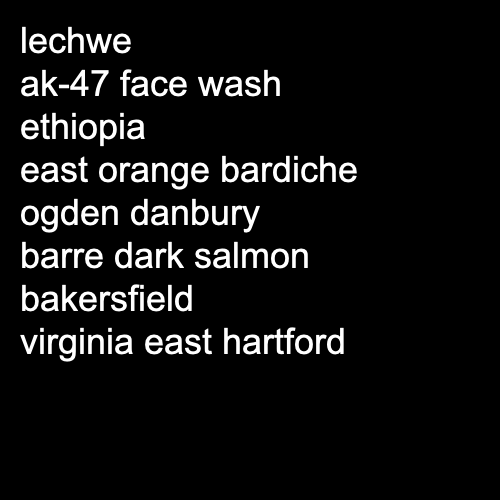 lechwe
ak-47 face wash
ethiopia
east orange bardiche
ogden danbury
barre dark salmon
bakersfield
virginia east hartford